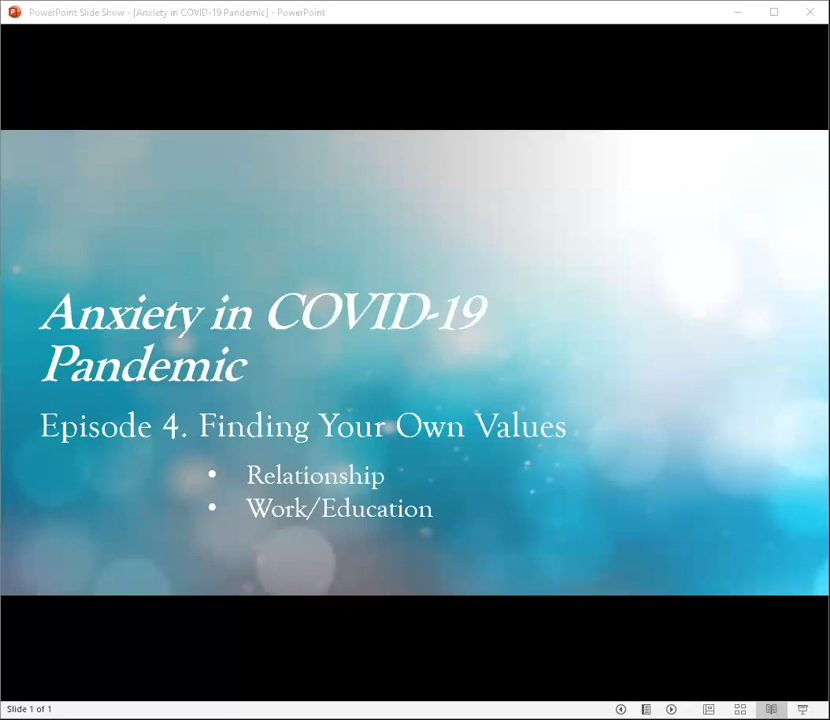 PowerPoint Slide Show - [Anxiety in COVID-19 Pandemic] - PowerPoint
Anxiety in COVID-19
Pandemic
Episode 4. Finding Your Own Values
• Relationship
• Work/Education
Slide 1 of 1